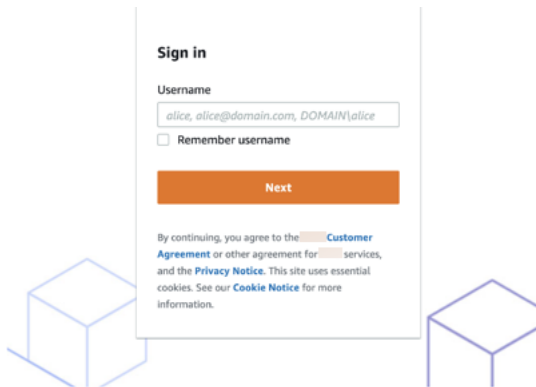 Sign in
Username
alice, alice@domain.com, DOMAIN\alice
Remember username
Next
By continuing, you agree to the Customer
Agreement or other agreement for services,
and the Privacy Notice. This site uses essential
cookies. See our Cookie Notice for more
information.